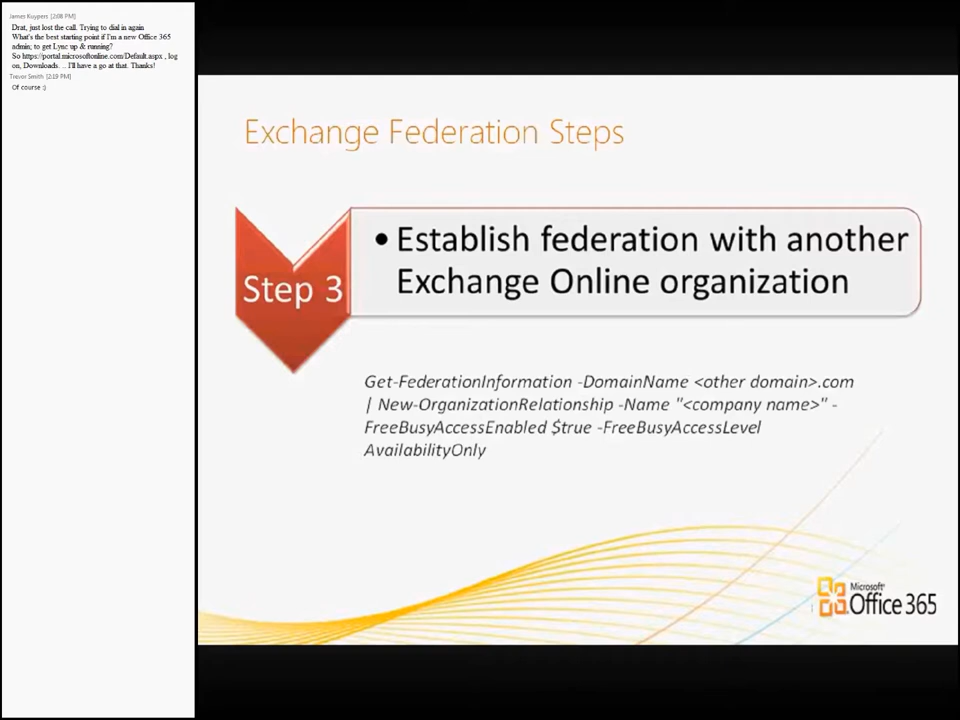 James Kuypers [2:08 PM]
Drat, just lost the call. Trying to dial in again
What's the best starting point if I'm a new Office 365
admin; to get Lync up & running?
So https://portal.microsoftonline.com/Default.aspx , log
on, Downloads. .. I'll have a go at that. Thanks!
Trevor Smith [2:19 PM]
Of course :)
Exchange Federation Steps
Step 3
• Establish federation with another
Exchange Online organization
Get-FederationInformation -DomainName <other domain>.com
| New-OrganizationRelationship -Name "<company name>" -
FreeBusyAccessEnabled $true -FreeBusyAccessLevel
AvailabilityOnly
Microsoft
Office 365